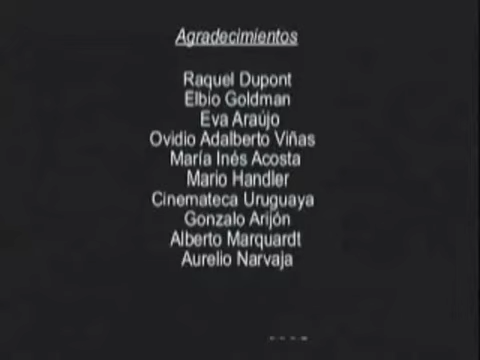 Agradecimientos
Raquel Dupont
Elbio Goldman
Eva Araújo
Ovidio Adalberto Viñas
María Inés Acosta
Mario Handler
Cinemateca Uruguaya
Gonzalo Arijón
Alberto Marquardt
Aurelio Narvaja